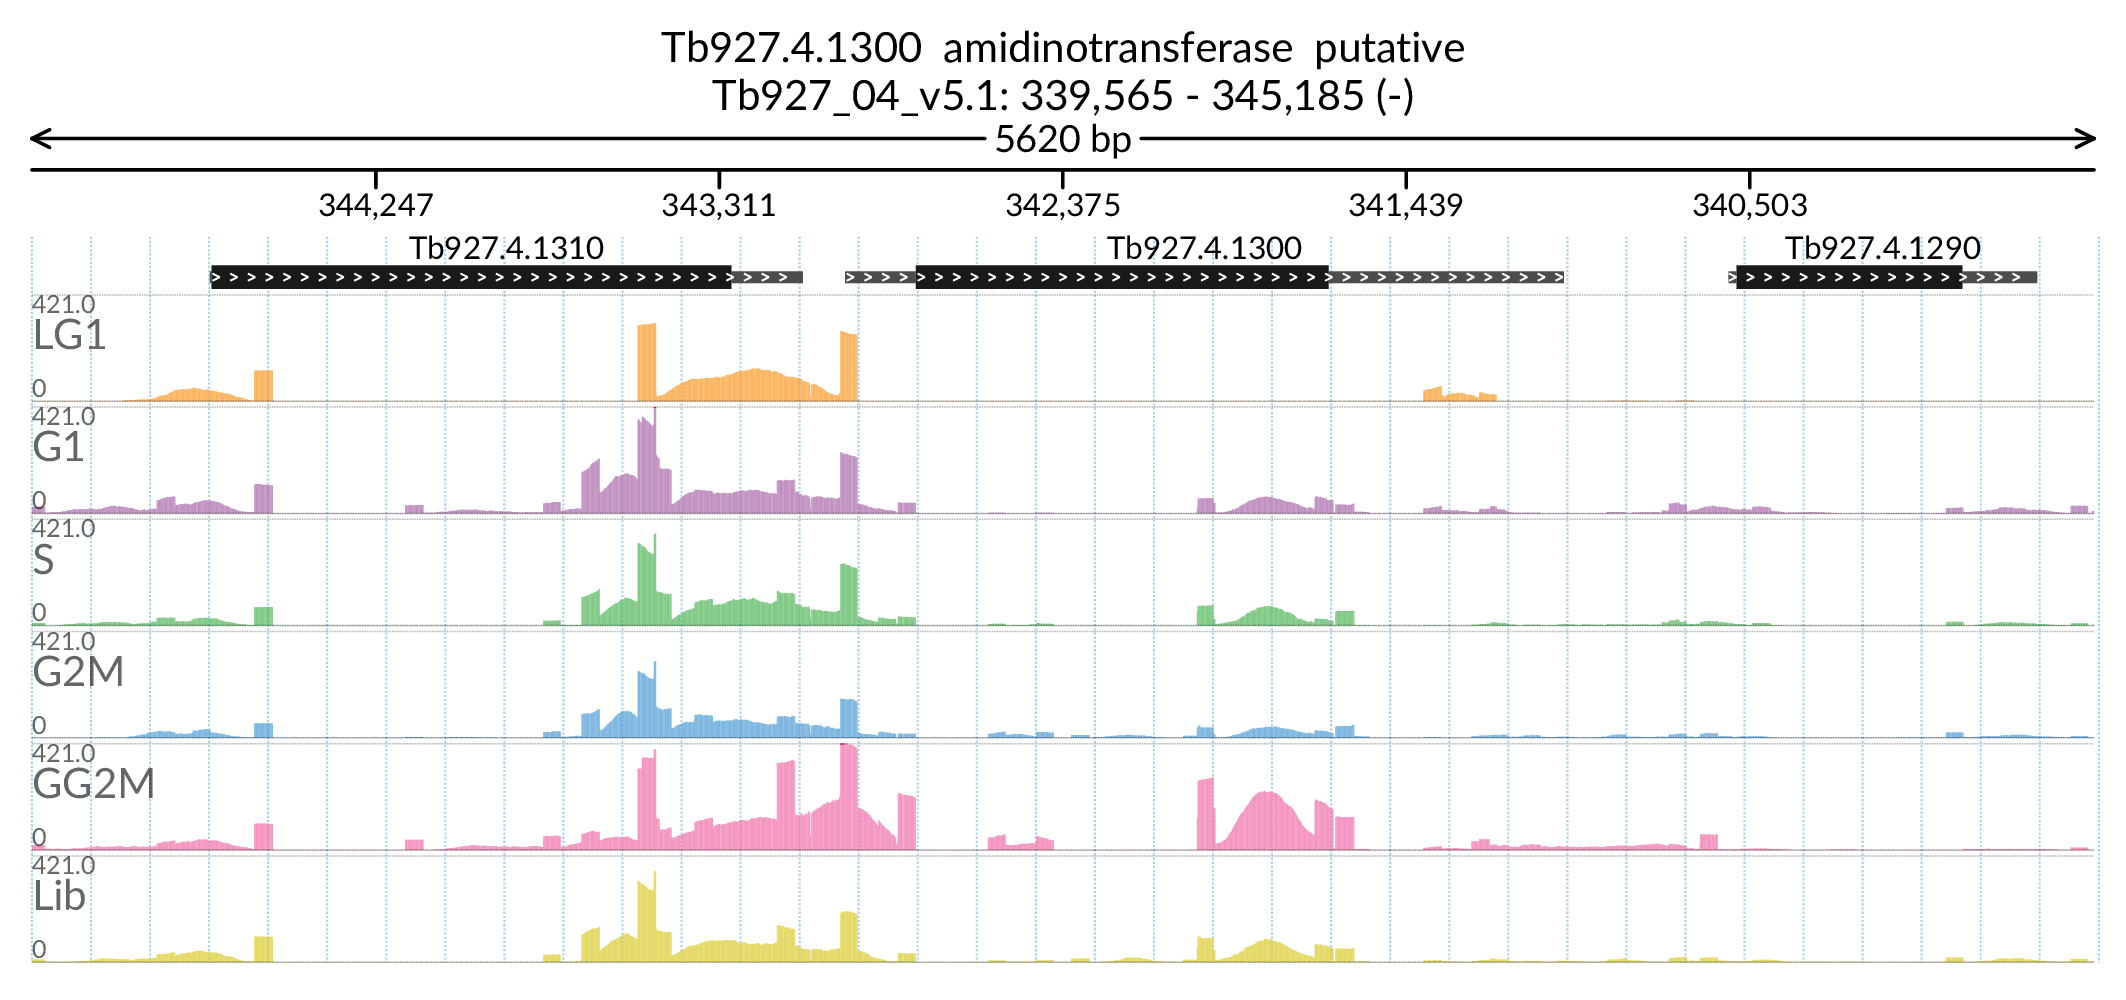 Tb927.4.1300 amidinotransferase putative
Tb927_04_v5.1: 339,565 - 345,185 (-)
5620 bp
344,247 343,311 342,375 341,439 340,503
Tb927.4.1310 Tb927.4.1300 Tb927.4.1290
421.0
LG1
0
421.0
G1
0
421.0
S
0
421.0
G2M
0
421.0
GG2M
0
421.0
Lib
0